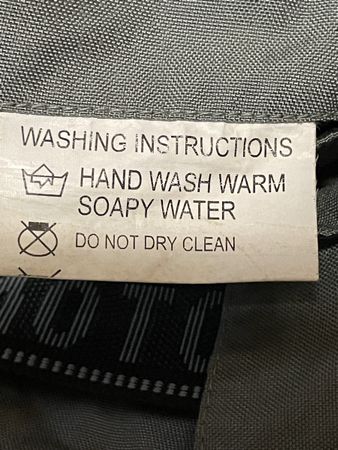 WASHING INSTRUCTIONS
HAND WASH WARM
SOAPY WATER
DO NOT DRY CLEAN